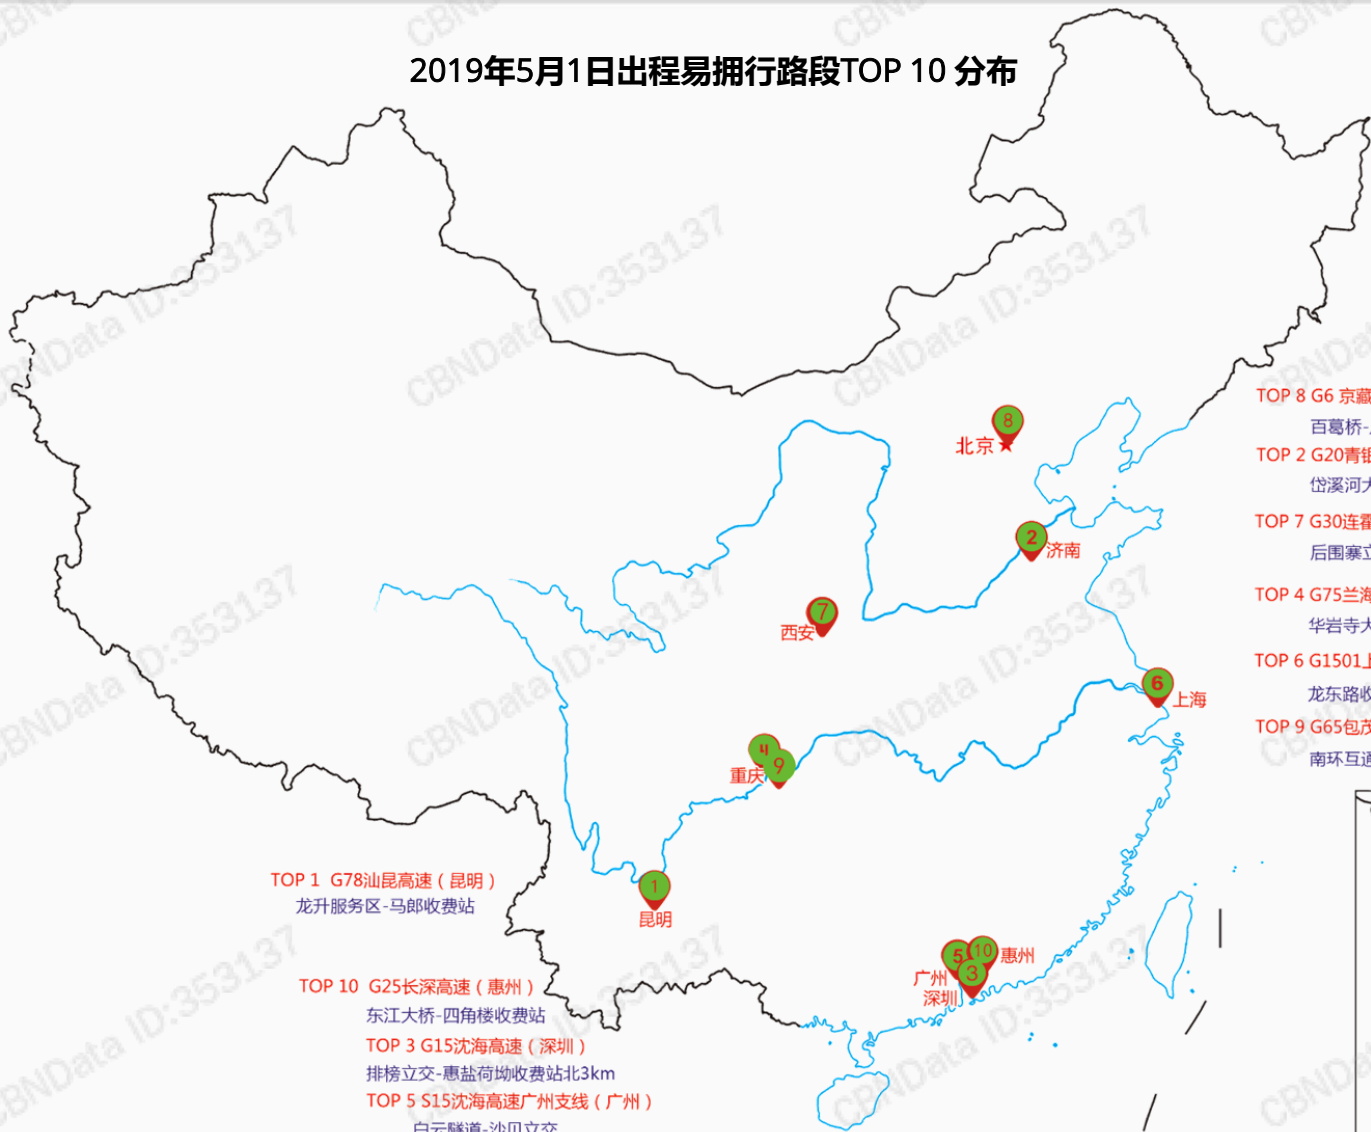 2019年5月1日出程易拥行路段TOP 10 分布
CBNData ID:353137
8
北京
TOP 8 G6 京藏
百葛桥-
TOP 2 G20青银
岱溪河大
2
济南
TOP 7 G30连霍
后围寨立
7
西安
TOP 4 G75兰海
华岩寺大
TOP 6 G1501上
龙东路收
6
上海
TOP 9 G65包茂
南环互通
4
9
重庆
TOP 1 G78汕昆高速（昆明）
龙升服务区-马郎收费站
1
昆明
5
10
惠州
3
广州
深圳
TOP 10 G25长深高速（惠州）
东江大桥-四角楼收费站
TOP 3 G15沈海高速（深圳）
排榜立交-惠盐荷坳收费站北3km
TOP 5 S15沈海高速广州支线（广州）
白云隧道-沙贝立交